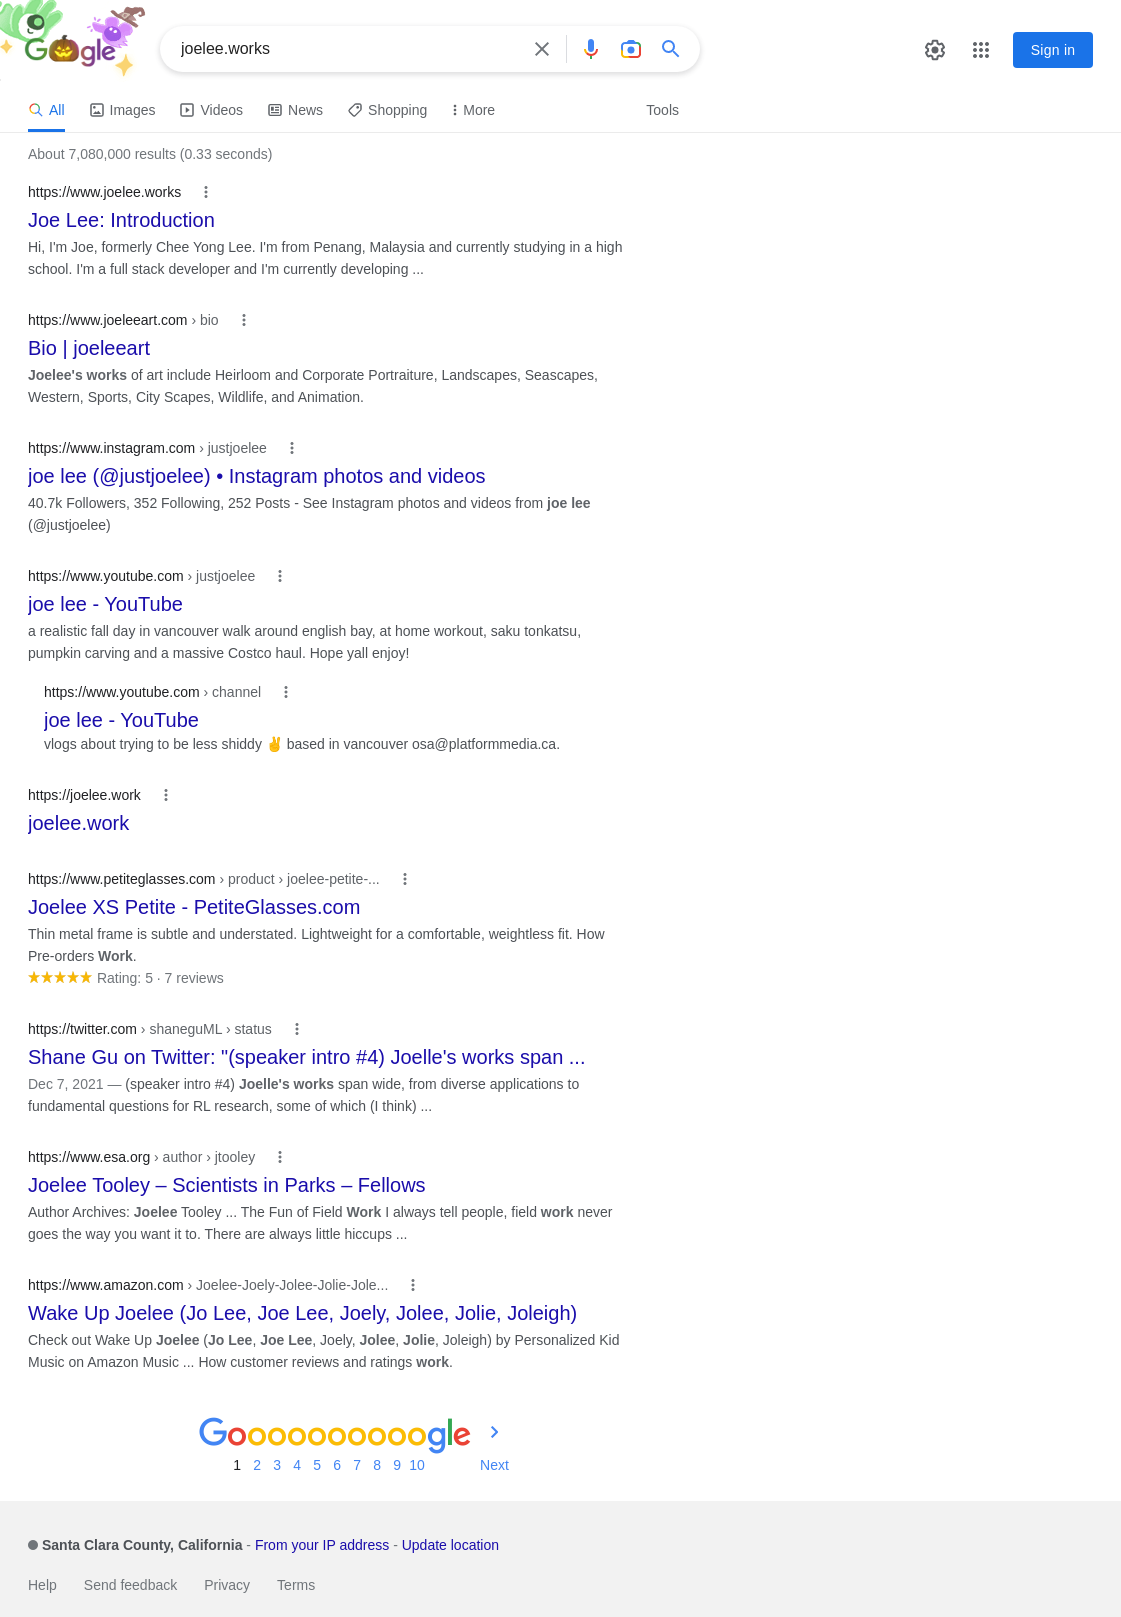 Google
joelee.works
Sign in
All
Images
Videos
News
Shopping
More
Tools
About 7,080,000 results (0.33 seconds)
https://www.joelee.works
Joe Lee: Introduction
Hi, I'm Joe, formerly Chee Yong Lee. I'm from Penang, Malaysia and currently studying in a high
school. I'm a full stack developer and I'm currently developing ...
https://www.joeleeart.com › bio
Bio | joeleeart
Joelee's works of art include Heirloom and Corporate Portraiture, Landscapes, Seascapes,
Western, Sports, City Scapes, Wildlife, and Animation.
https://www.instagram.com › justjoelee
joe lee (@justjoelee) • Instagram photos and videos
40.7k Followers, 352 Following, 252 Posts - See Instagram photos and videos from joe lee
(@justjoelee)
https://www.youtube.com › justjoelee
joe lee - YouTube
a realistic fall day in vancouver walk around english bay, at home workout, saku tonkatsu,
pumpkin carving and a massive Costco haul. Hope yall enjoy!
https://www.youtube.com › channel
joe lee - YouTube
vlogs about trying to be less shiddy ✌ based in vancouver osa@platformmedia.ca.
https://joelee.work
joelee.work
https://www.petiteglasses.com › product › joelee-petite-...
Joelee XS Petite - PetiteGlasses.com
Thin metal frame is subtle and understated. Lightweight for a comfortable, weightless fit. How
Pre-orders Work.
Rating: 5 · 7 reviews
https://twitter.com › shaneguML › status
Shane Gu on Twitter: "(speaker intro #4) Joelle's works span ...
Dec 7, 2021 — (speaker intro #4) Joelle's works span wide, from diverse applications to
fundamental questions for RL research, some of which (I think) ...
https://www.esa.org › author › jtooley
Joelee Tooley – Scientists in Parks – Fellows
Author Archives: Joelee Tooley ... The Fun of Field Work I always tell people, field work never
goes the way you want it to. There are always little hiccups ...
https://www.amazon.com › Joelee-Joely-Jolee-Jolie-Jole...
Wake Up Joelee (Jo Lee, Joe Lee, Joely, Jolee, Jolie, Joleigh)
Check out Wake Up Joelee (Jo Lee, Joe Lee, Joely, Jolee, Jolie, Joleigh) by Personalized Kid
Music on Amazon Music ... How customer reviews and ratings work.
Goooooooooogle
1 2 3 4 5 6 7 8 9 10 Next
Santa Clara County, California - From your IP address - Update location
Help Send feedback Privacy Terms